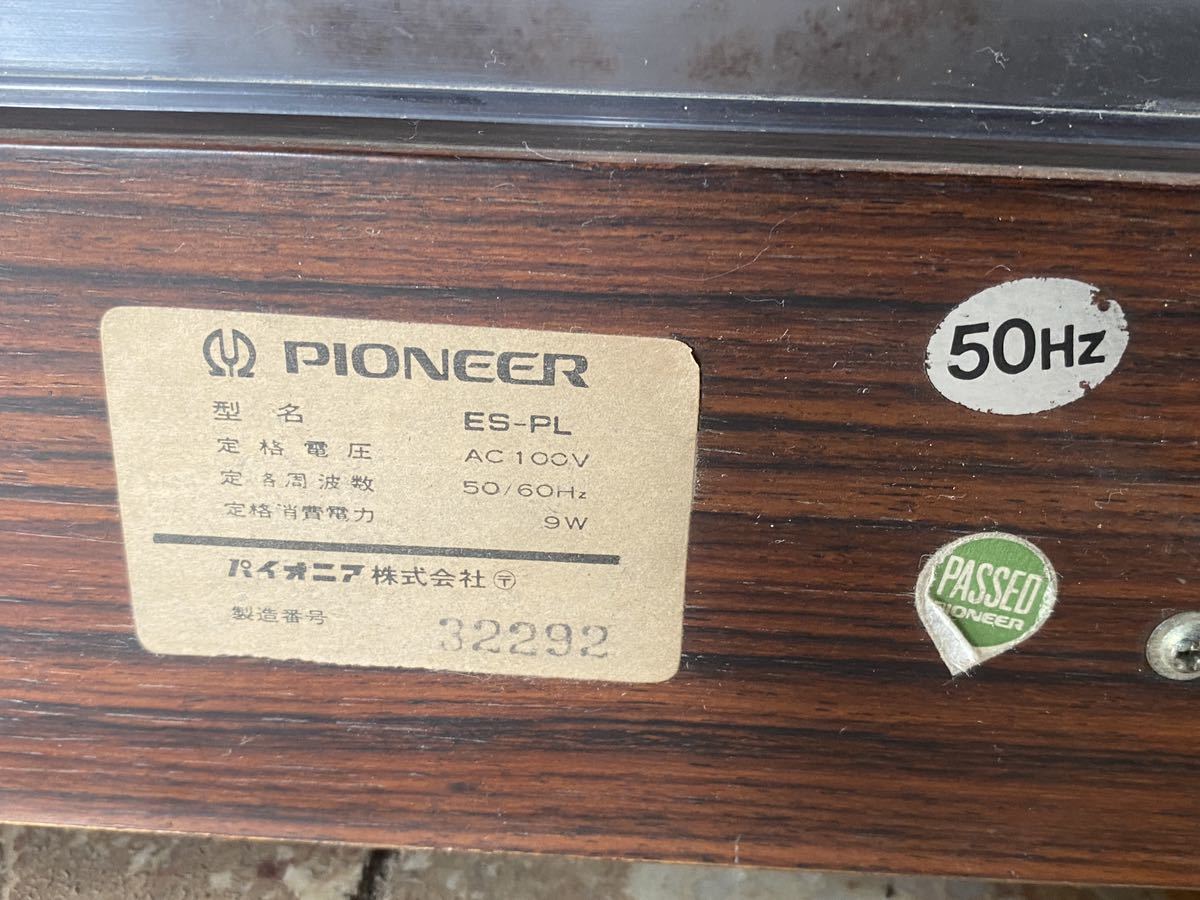 PIONEER
型名 ES-PL
定格電圧 AC 100V
定格周波数 50/60Hz
定格消費電力 9W
パイオニア株式会社 〒
製造番号 32292
50Hz
PASSED
PIONEER